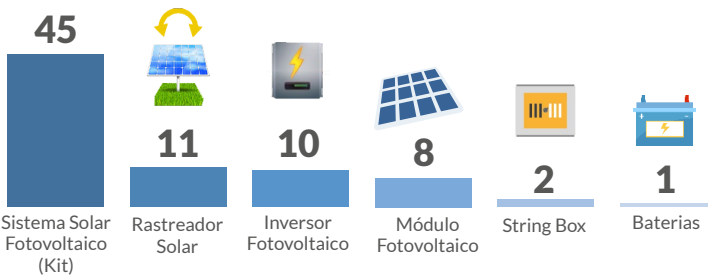 45
11
10
8
2
1
Sistema Solar
Fotovoltaico
(Kit)
Rastreador
Solar
Inversor
Fotovoltaico
Módulo
Fotovoltaico
String Box
Baterias